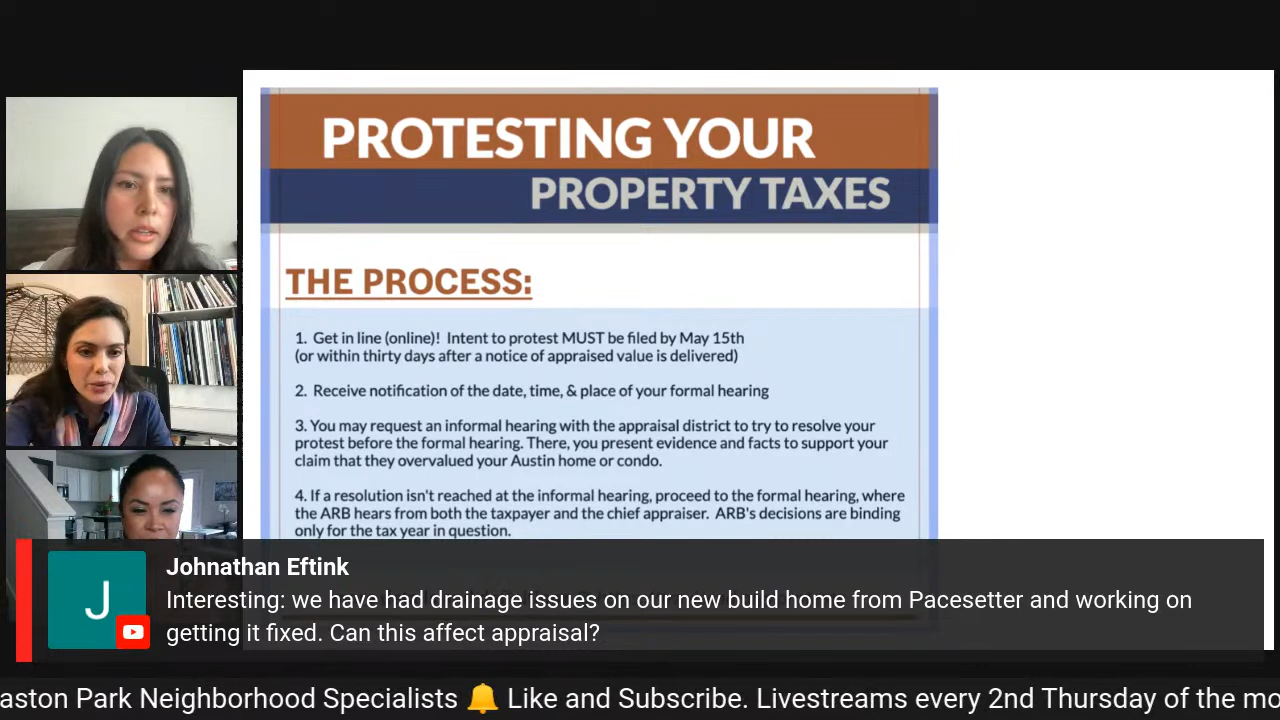 PROTESTING YOUR
PROPERTY TAXES
THE PROCESS:
1. Get in line (online)! Intent to protest MUST be filed by May 15th
(or within thirty days after a notice of appraised value is delivered)
2. Receive notification of the date, time, & place of your formal hearing
3. You may request an informal hearing with the appraisal district to try to resolve your
protest before the formal hearing. There, you present evidence and facts to support your
claim that they overvalued your Austin home or condo.
4. If a resolution isn't reached at the informal hearing, proceed to the formal hearing, where
the ARB hears from both the taxpayer and the chief appraiser. ARB's decisions are binding
only for the tax year in question.
J
Johnathan Eftink
Interesting: we have had drainage issues on our new build home from Pacesetter and working on
getting it fixed. Can this affect appraisal?
aston Park Neighborhood Specialists 🔔 Like and Subscribe. Livestreams every 2nd Thursday of the mo